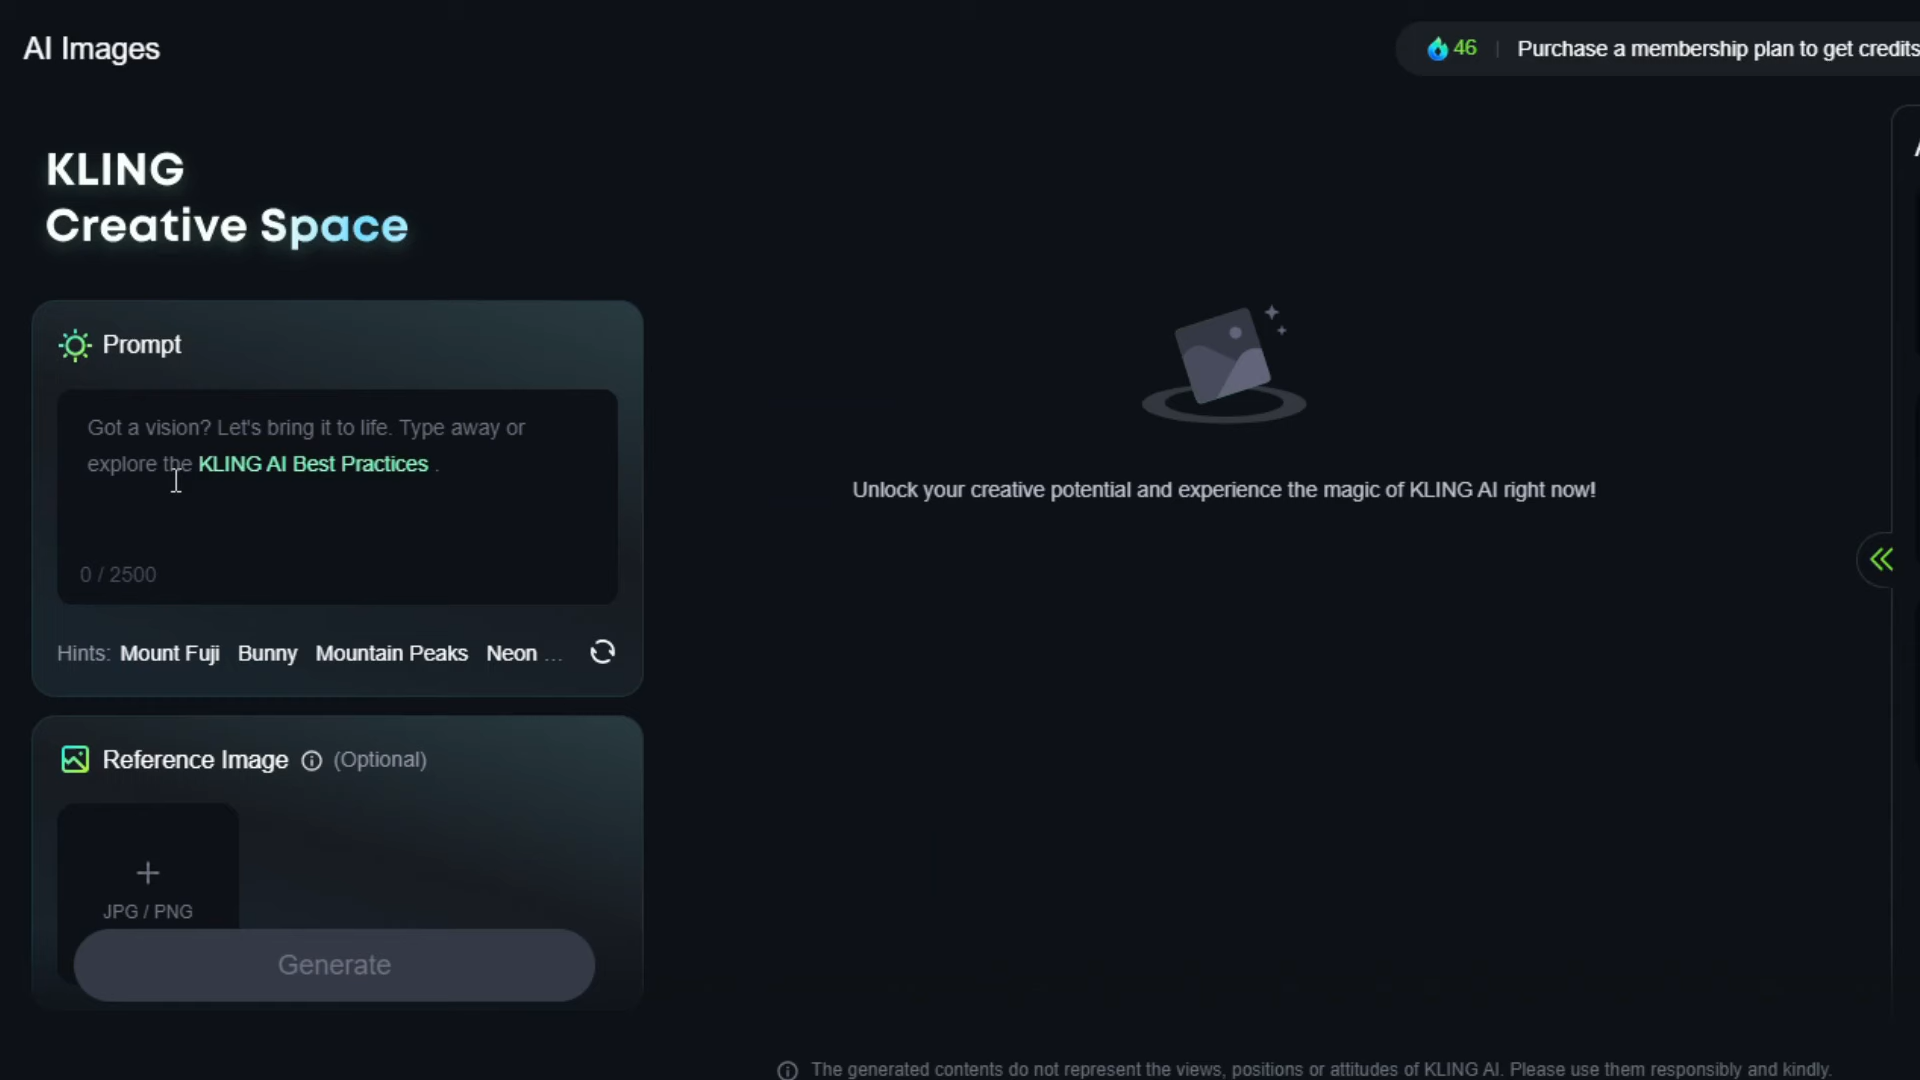 AI Images
46
Purchase a membership plan to get credits
KLING
Creative Space
Prompt
Got a vision? Let's bring it to life. Type away or
explore the KLING AI Best Practices .
0 / 2500
Hints: Mount Fuji Bunny Mountain Peaks Neon ...
Reference Image (Optional)
JPG / PNG
Generate
Unlock your creative potential and experience the magic of KLING AI right now!
The generated contents do not represent the views, positions or attitudes of KLING AI. Please use them responsibly and kindly.